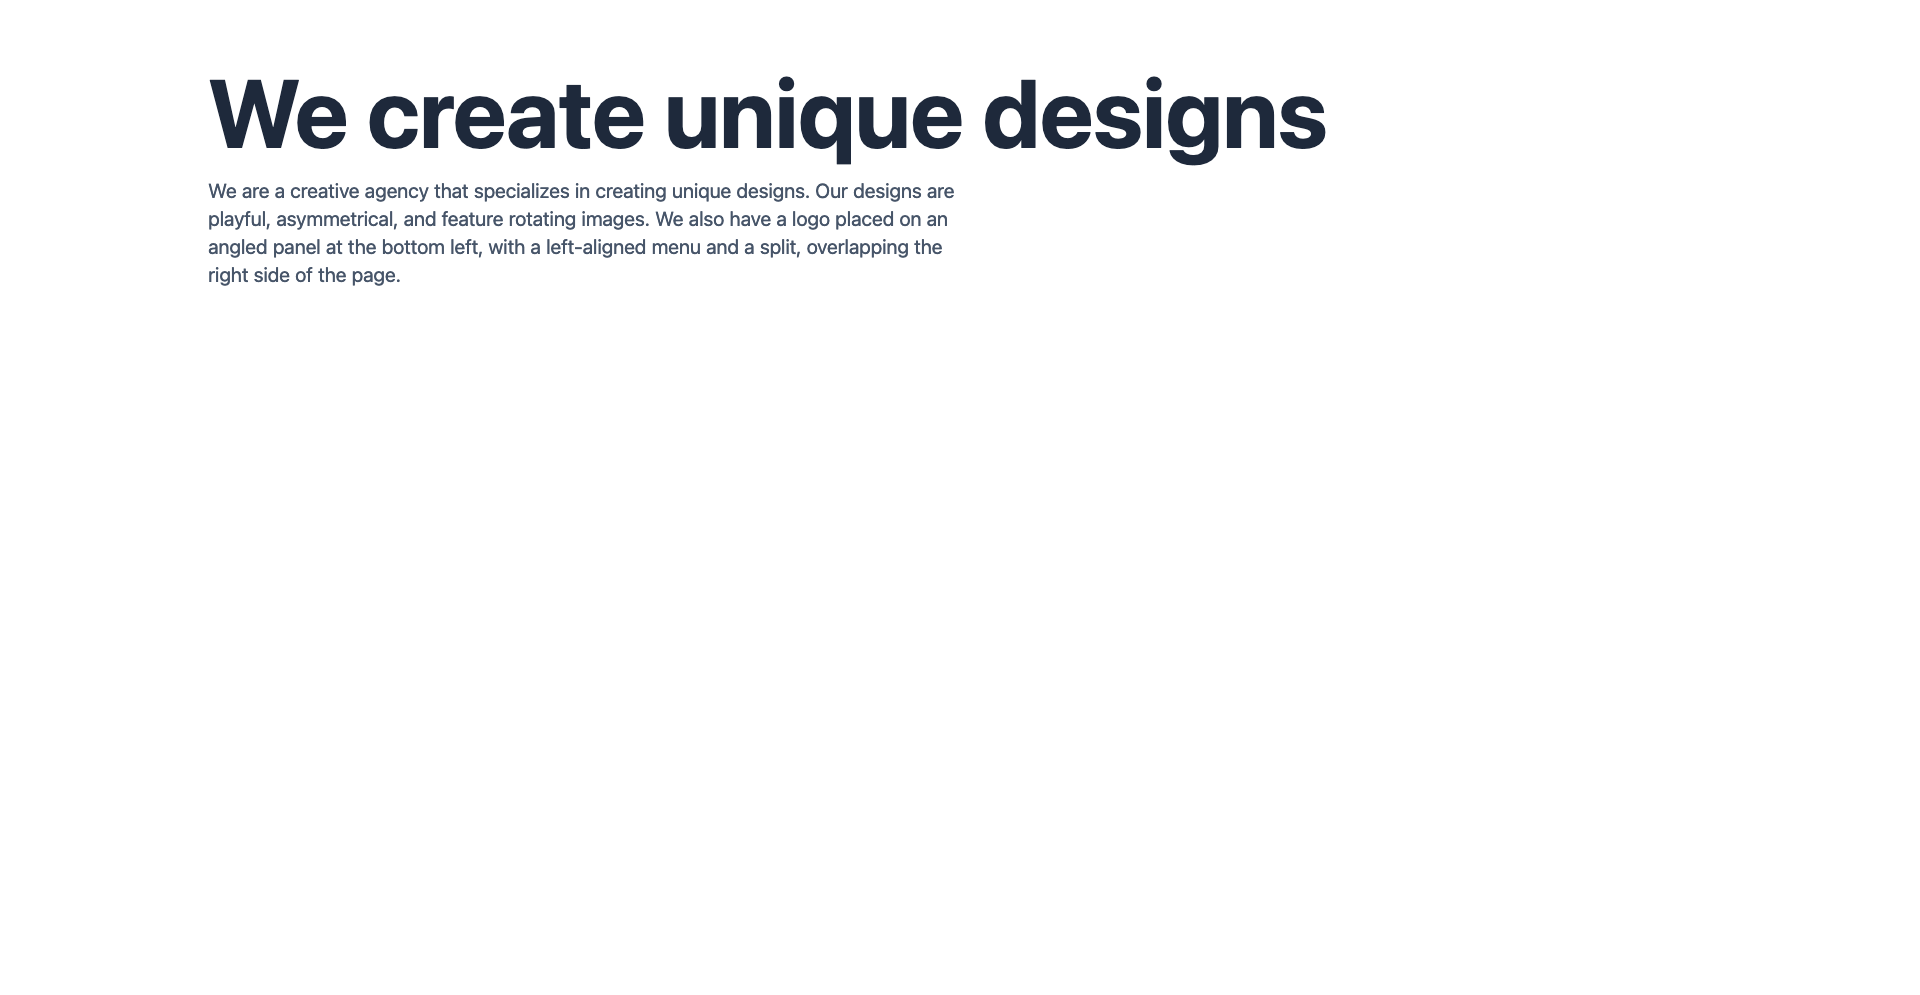 We create unique designs
We are a creative agency that specializes in creating unique designs. Our designs are
playful, asymmetrical, and feature rotating images. We also have a logo placed on an
angled panel at the bottom left, with a left-aligned menu and a split, overlapping the
right side of the page.